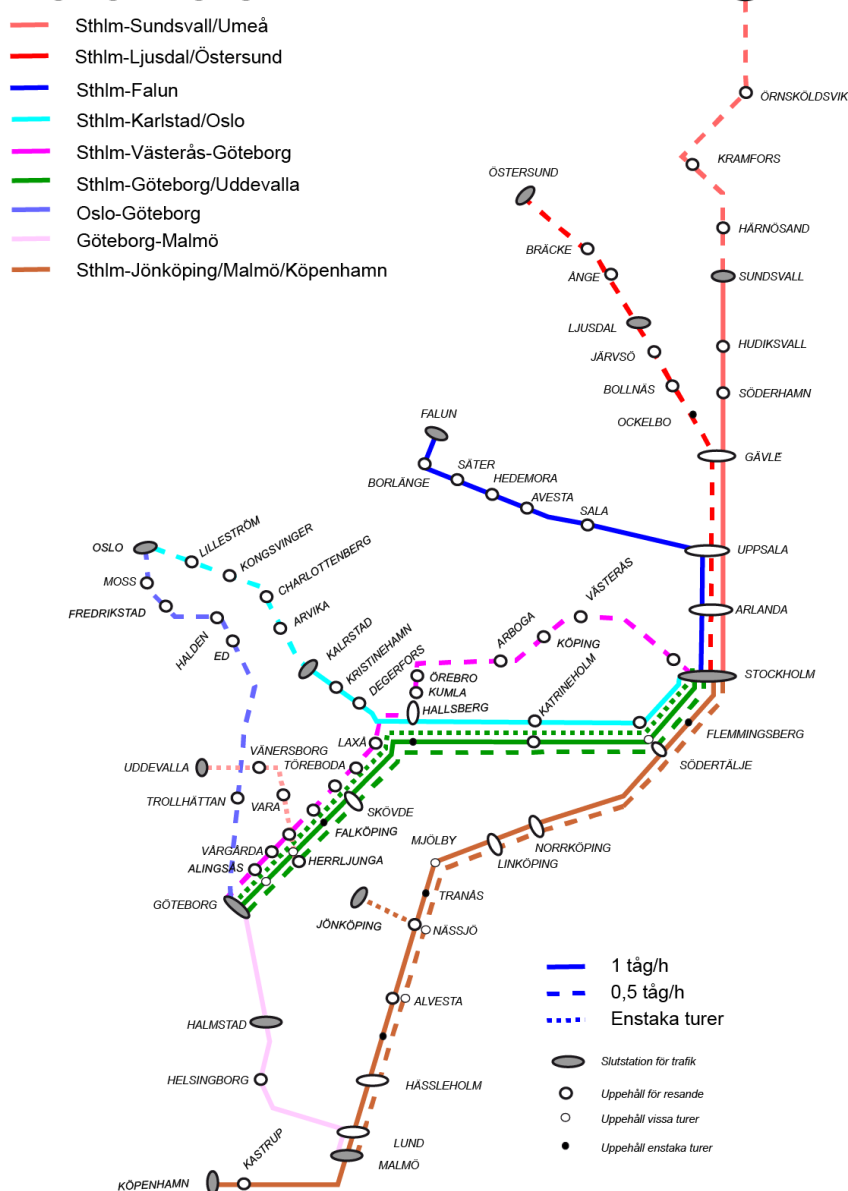 Sthlm-Sundsvall/Umeå
Sthlm-Ljusdal/Östersund
Sthlm-Falun
Sthlm-Karlstad/Oslo
Sthlm-Västerås-Göteborg
Sthlm-Göteborg/Uddevalla
Oslo-Göteborg
Göteborg-Malmö
Sthlm-Jönköping/Malmö/Köpenhamn
ÖRNSKÖLDSVIK
KRAMFORS
ÖSTERSUND
HÄRNÖSAND
BRÄCKE
ÅNGE
SUNDSVALL
LJUSDAL
HUDIKSVALL
JÄRVSÖ
BOLLNÄS
SÖDERHAMN
FALUN
OCKELBO
GÄVLE
SÄTER
HEDEMORA
BORLÄNGE
AVESTA
SALA
LILLESTRÖM
KONGSVINGER
OSLO
UPPSALA
CHARLOTTENBERG
MOSS
VÄSTERÅS
FREDRIKSTAD
ARVIKA
ARLANDA
HALDEN
ED
KALRSTAD
ARBOGA
KÖPING
KRISTINEHAMN
DEGERFORS
ÖREBRO
KUMLA
KATRINEHOLM
STOCKHOLM
HALLSBERG
FLEMMINGSBERG
LAXÅ
VÄNERSBORG
TÖREBODA
SÖDERTÄLJE
UDDEVALLA
TROLLHÄTTAN
VARA
SKÖVDE
FALKÖPING
VÅRGÅRDA
HERRLJUNGA
ALINGSÅS
MJÖLBY
NORRKÖPING
LINKÖPING
GÖTEBORG
TRANÅS
JÖNKÖPING
NÄSSJÖ
1 tåg/h
0,5 tåg/h
Enstaka turer
ALVESTA
HALMSTAD
Slutstation för trafik
HELSINGBORG
HÄSSLEHOLM
Uppehåll för resande
Uppehåll vissa turer
KASTRUP
LUND
Uppehåll enstaka turer
MALMÖ
KÖPENHAMN